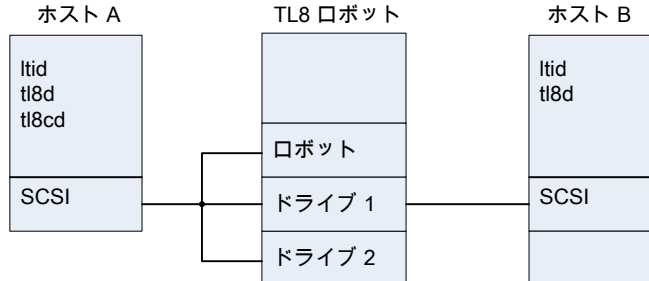 ホスト A
TL8 ロボット
ホスト B
ltid
tl8d
tl8cd
SCSI
ロボット
ドライブ 1
ドライブ 2
ltid
tl8d
SCSI